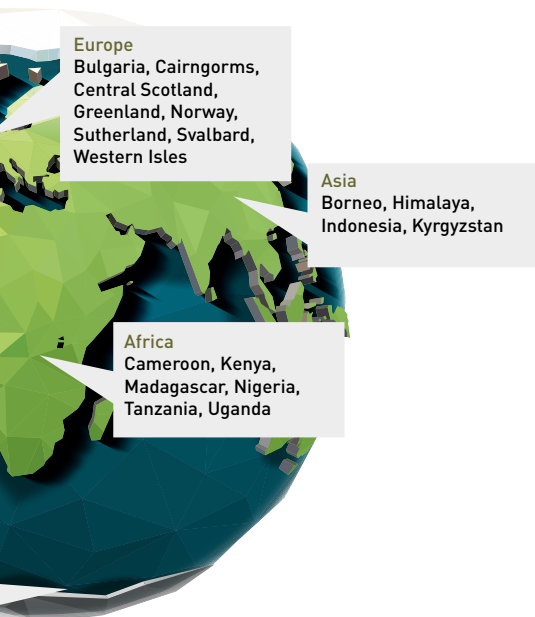 Europe
Bulgaria, Cairngorms,
Central Scotland,
Greenland, Norway,
Sutherland, Svalbard,
Western Isles
Asia
Borneo, Himalaya,
Indonesia, Kyrgyzstan
Africa
Cameroon, Kenya,
Madagascar, Nigeria,
Tanzania, Uganda